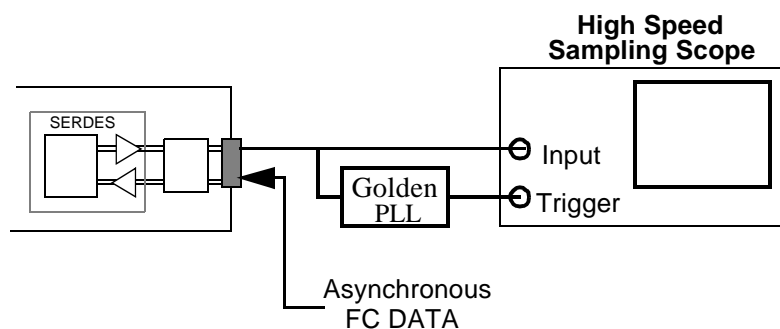 High Speed
Sampling Scope
SERDES
Input
Golden
PLL
Trigger
Asynchronous
FC DATA